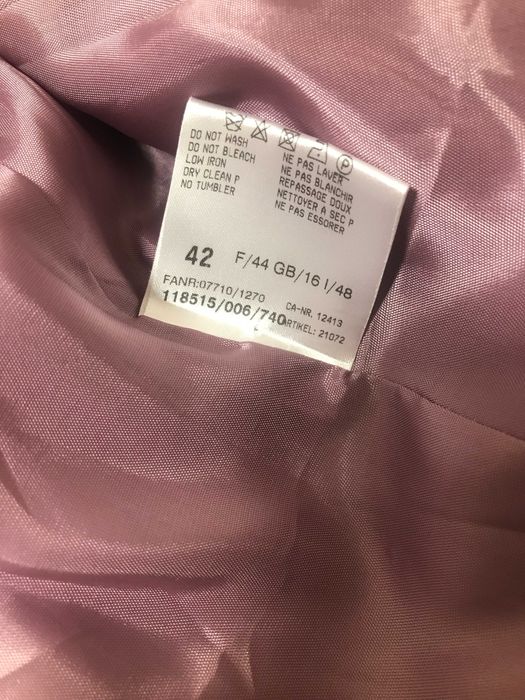 DO NOT WASH
DO NOT BLEACH
LOW IRON
DRY CLEAN P
NO TUMBLER
NE PAS LAVER
NE PAS BLANCHIR
REPASSAGE DOUX
NETTOYER A SEC P
NE PAS ESSORER
42 F/44 GB/16 I/48
FANR:07710/1270 CA-NR. 12413
118515/006/740 ARTIKEL: 21072